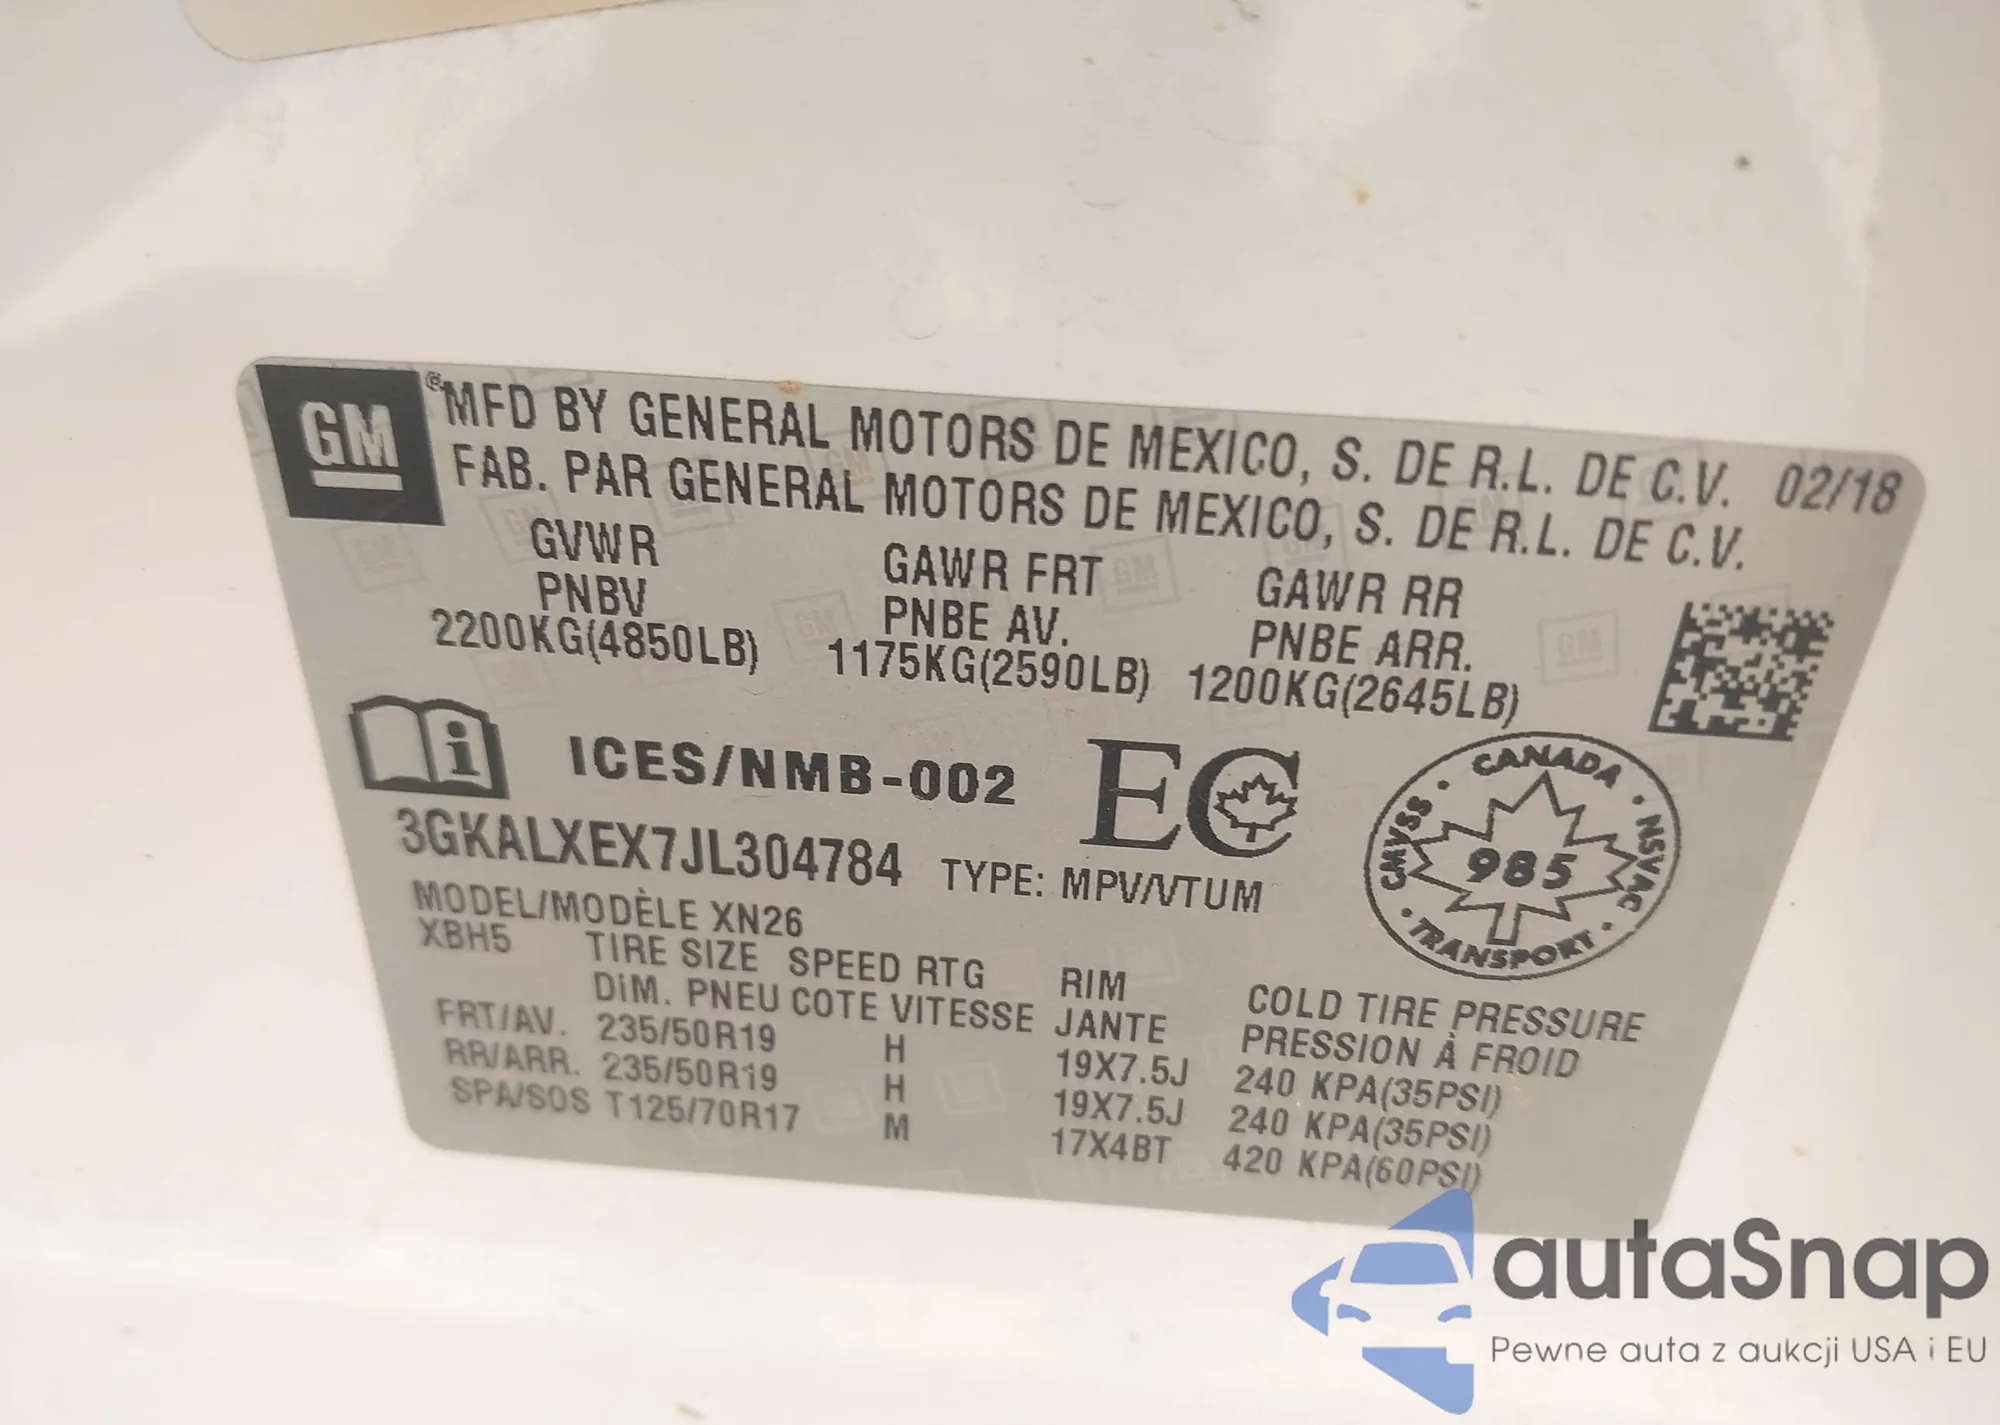 GM
©MFD BY GENERAL MOTORS DE MEXICO, S. DE R.L. DE C.V. 02/18
FAB. PAR GENERAL MOTORS DE MEXICO, S. DE R.L. DE C.V.
GVWR GAWR FRT GAWR RR
PNBV PNBE AV. PNBE ARR.
2200KG(4850LB) 1175KG(2590LB) 1200KG(2645LB)
i ICES/NMB-002 EC
CANADA
CMVSS 985 NSVAC
TRANSPORT
3GKALXEX7JL304784 TYPE: MPV/VTUM
MODEL/MODÈLE XN26
XBH5 TIRE SIZE SPEED RTG RIM COLD TIRE PRESSURE
DiM. PNEU COTE VITESSE JANTE PRESSION À FROID
FRT/AV. 235/50R19 H 19X7.5J 240 KPA(35PSI)
RR/ARR. 235/50R19 H 19X7.5J 240 KPA(35PSI)
SPA/SOS T125/70R17 M 17X4BT 420 KPA(60PSI)
autaSnap
Pewne auta z aukcji USA i EU